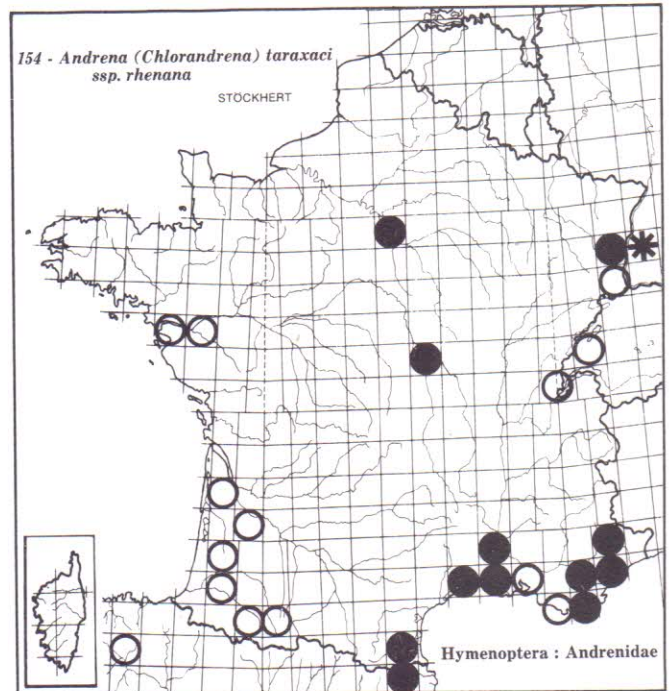 154 - Andrena (Chlorandrena) taraxaci
ssp. rhenana
STÖCKHERT
Hymenoptera : Andrenidae